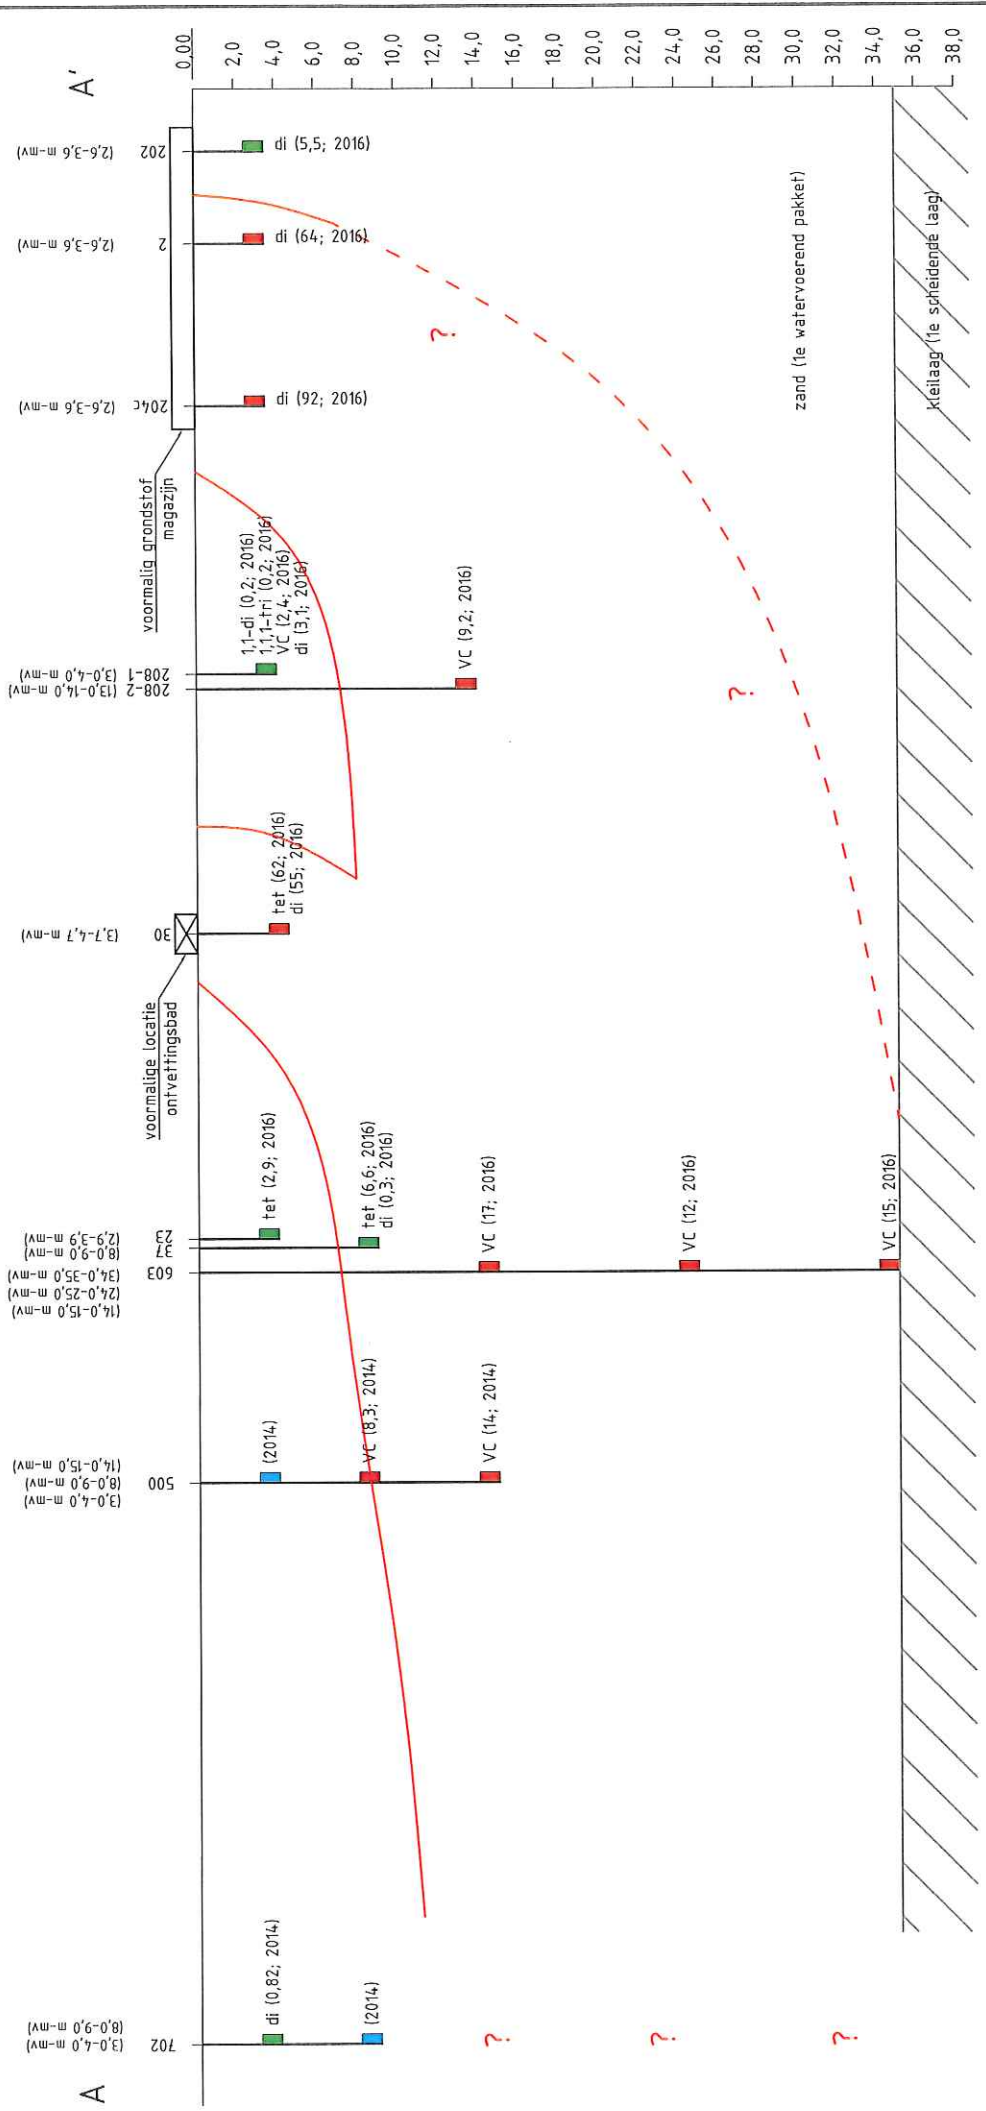 A
A'
702
(3,0-4,0 m-mv)
(8,0-9,0 m-mv)
di (0,82; 2014)
(2014)
?
?
?
500
(3,0-4,0 m-mv)
(8,0-9,0 m-mv)
(14,0-15,0 m-mv)
(2014)
VC (8,3; 2014)
VC (14; 2014)
603
(14,0-15,0 m-mv)
(24,0-25,0 m-mv)
(34,0-35,0 m-mv)
VC (17; 2016)
VC (12; 2016)
VC (15; 2016)
37
(8,0-9,0 m-mv)
tet (6,6; 2016)
di (0,3; 2016)
23
(2,9-3,9 m-mv)
tet (2,9; 2016)
voormalige locatie
ontvettingsbad
30
(3,7-4,7 m-mv)
tet (62; 2016)
di (55; 2016)
208-2 (13,0-14,0 m-mv)
VC (9,2; 2016)
208-1 (3,0-4,0 m-mv)
1,1-di (0,2; 2016)
1,1,1-tri (0,2; 2016)
VC (2,4; 2016)
di (3,1; 2016)
?
voormalig grondstof
magazijn
204c
(2,6-3,6 m-mv)
di (92; 2016)
?
2
(2,6-3,6 m-mv)
di (64; 2016)
202
(2,6-3,6 m-mv)
di (5,5; 2016)
zand (1e watervoerend pakket)
kleilaag (1e scheidende laag)
0.00
2,0
4,0
6,0
8,0
10,0
12,0
14,0
16,0
18,0
20,0
22,0
24,0
26,0
28,0
30,0
32,0
34,0
36,0
38,0